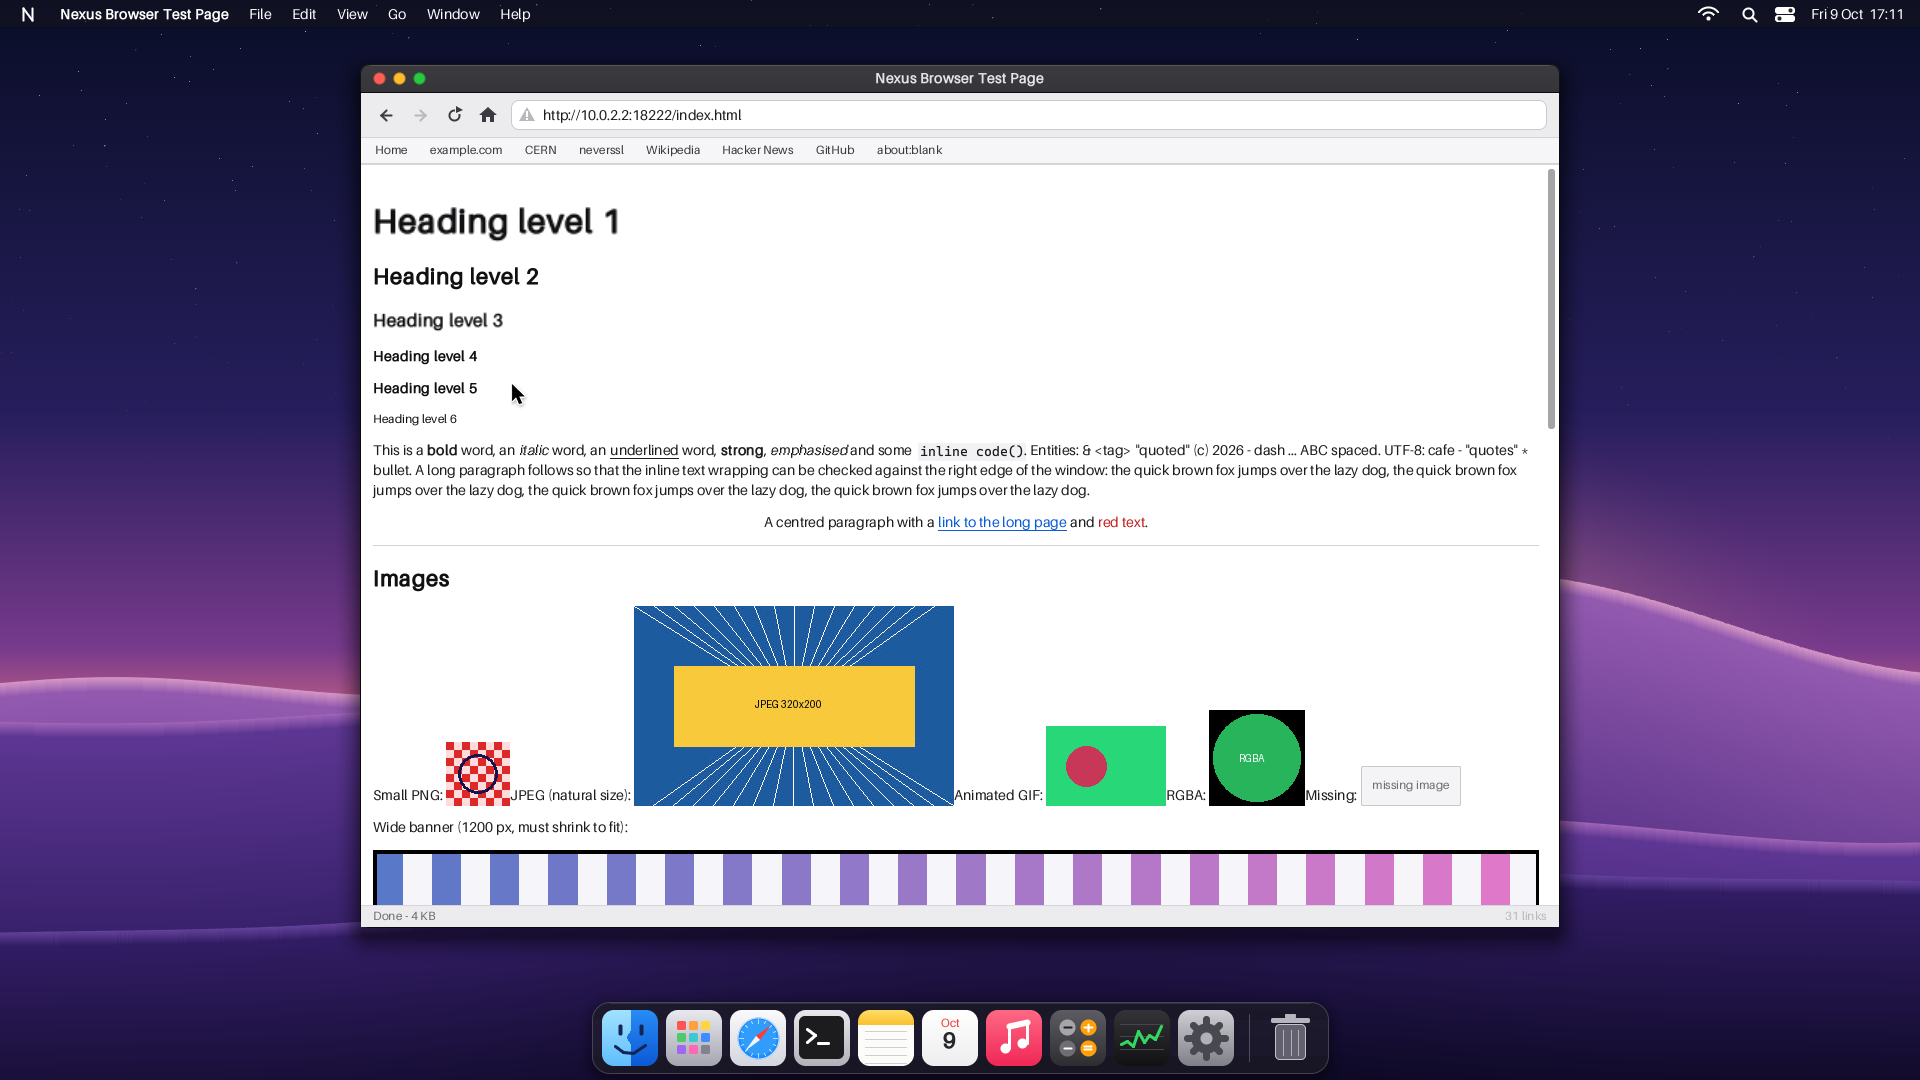 N Nexus Browser Test Page File Edit View Go Window Help Fri 9 Oct 17:11
Nexus Browser Test Page
http://10.0.2.2:18222/index.html
Home example.com CERN neverssl Wikipedia Hacker News GitHub about:blank
Heading level 1
Heading level 2
Heading level 3
Heading level 4
Heading level 5
Heading level 6
This is a bold word, an italic word, an underlined word, strong, emphasised and some inline code(). Entities: & <tag> "quoted" (c) 2026 - dash ... ABC spaced. UTF-8: cafe - "quotes" *
bullet. A long paragraph follows so that the inline text wrapping can be checked against the right edge of the window: the quick brown fox jumps over the lazy dog, the quick brown fox
jumps over the lazy dog, the quick brown fox jumps over the lazy dog, the quick brown fox jumps over the lazy dog.
A centred paragraph with a link to the long page and red text.
Images
JPEG 320x200
RGBA
missing image
Small PNG: JPEG (natural size): Animated GIF: RGBA: Missing:
Wide banner (1200 px, must shrink to fit):
Done - 4 KB 31 links
Oct
9